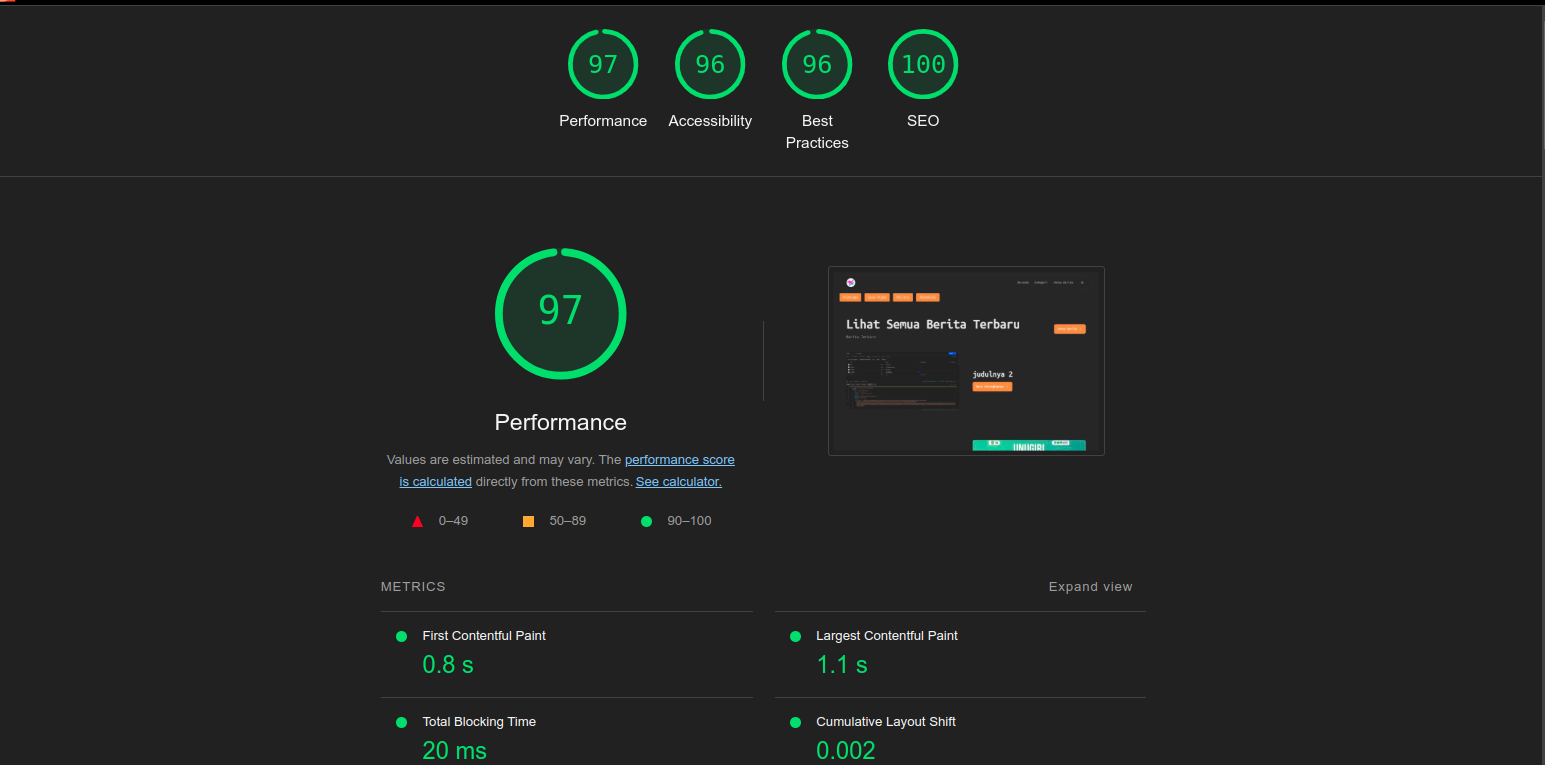 97
96
96
100
Performance
Accessibility
Best
Practices
SEO
97
Performance
Values are estimated and may vary. The performance score
is calculated directly from these metrics. See calculator.
0–49
50–89
90–100
Lihat Semua Berita Terbaru
judulnya 2
UNUGIRI
METRICS
Expand view
First Contentful Paint
0.8 s
Largest Contentful Paint
1.1 s
Total Blocking Time
20 ms
Cumulative Layout Shift
0.002